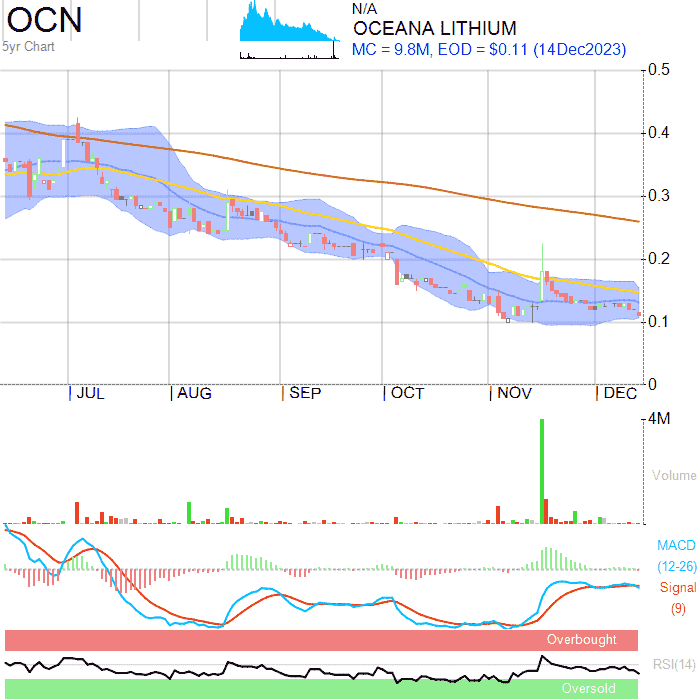 OCN
5yr Chart
N/A
OCEANA LITHIUM
MC = 9.8M, EOD = $0.11 (14Dec2023)
0.5
0.4
0.3
0.2
0.1
0
JUL AUG SEP OCT NOV DEC
4M
Volume
MACD
(12-26)
Signal
(9)
Overbought
RSI(14)
Oversold